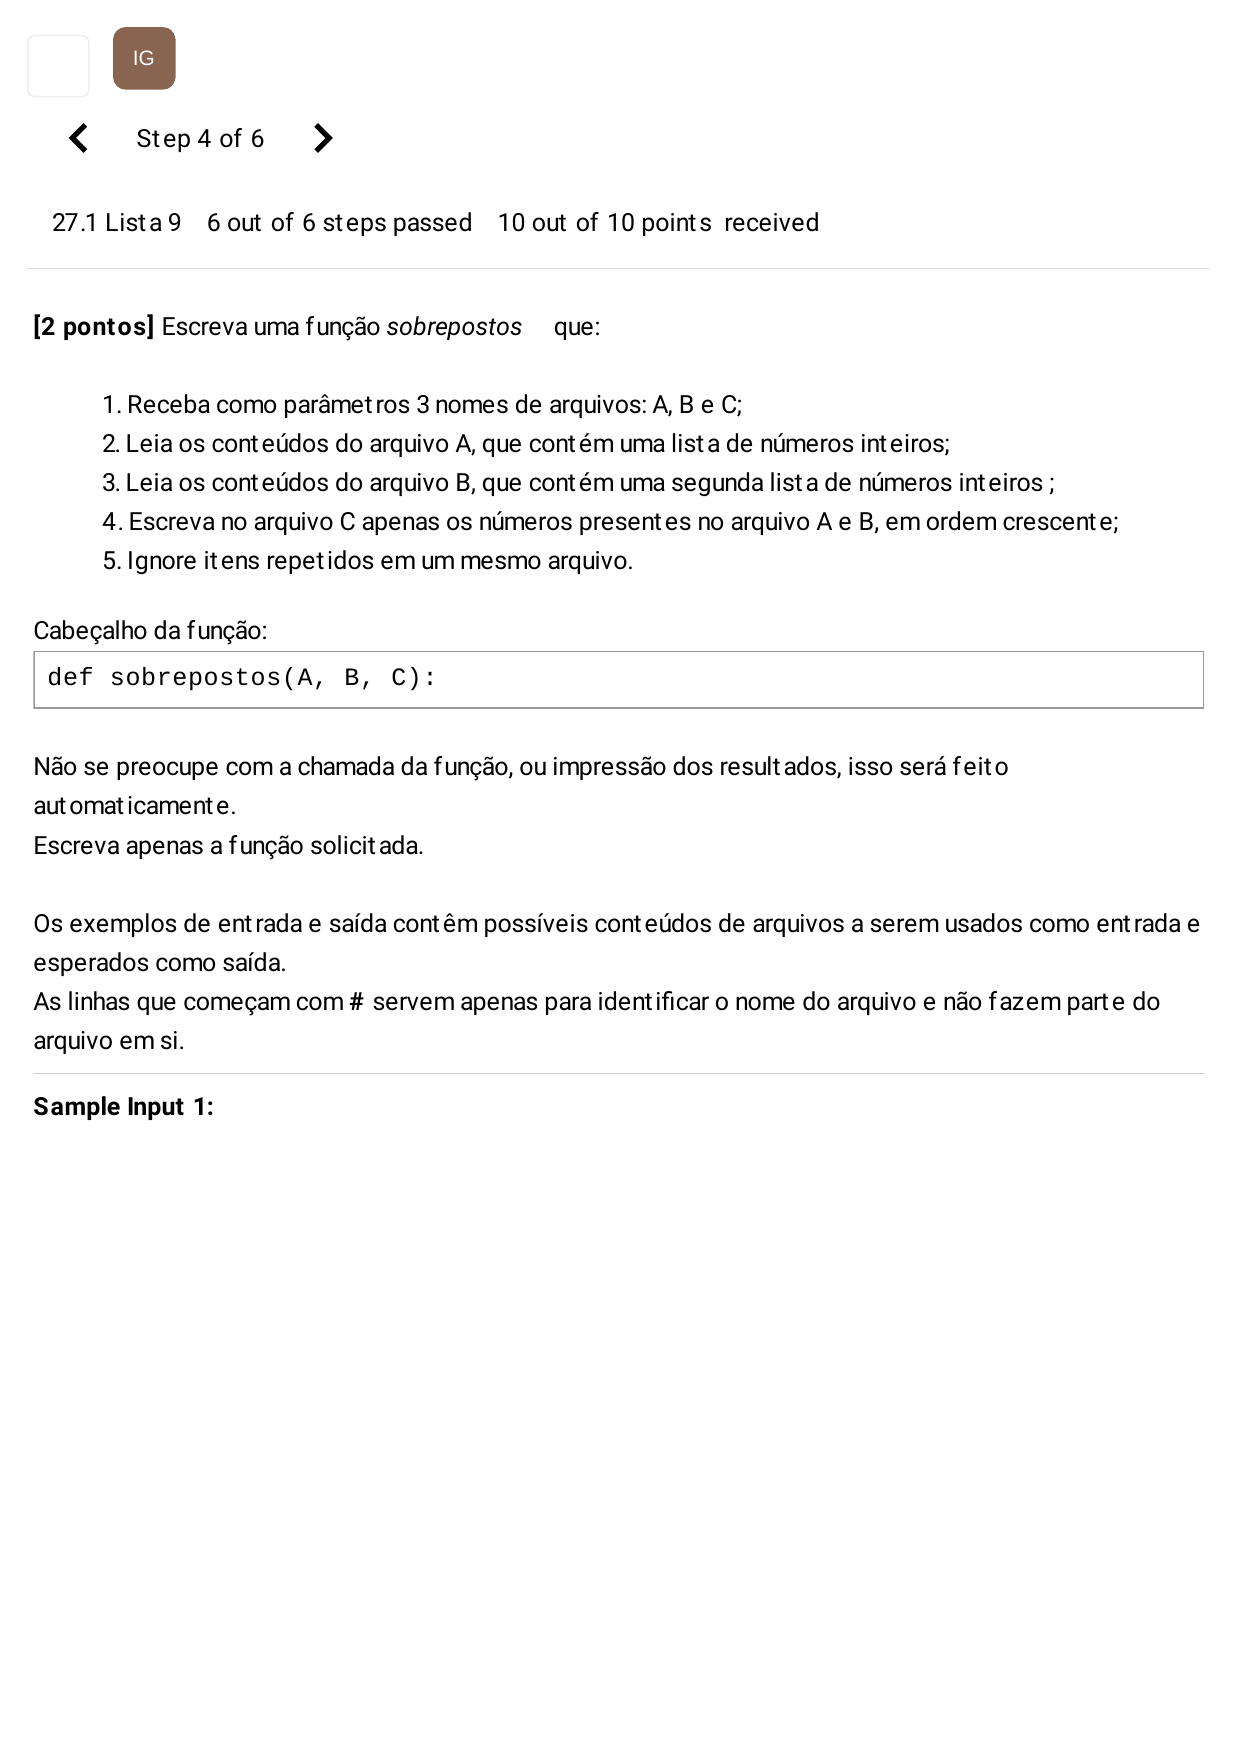 IG
Step 4 of 6
27.1 Lista 9 6 out of 6 steps passed 10 out of 10 points received
[2 pontos] Escreva uma função sobrepostos que:
1. Receba como parâmetros 3 nomes de arquivos: A, B e C;
2. Leia os conteúdos do arquivo A, que contém uma lista de números inteiros;
3. Leia os conteúdos do arquivo B, que contém uma segunda lista de números inteiros ;
4. Escreva no arquivo C apenas os números presentes no arquivo A e B, em ordem crescente;
5. Ignore itens repetidos em um mesmo arquivo.
Cabeçalho da função:
def sobrepostos(A, B, C):
Não se preocupe com a chamada da função, ou impressão dos resultados, isso será feito
automaticamente.
Escreva apenas a função solicitada.
Os exemplos de entrada e saída contêm possíveis conteúdos de arquivos a serem usados como entrada e
esperados como saída.
As linhas que começam com # servem apenas para identificar o nome do arquivo e não fazem parte do
arquivo em si.
Sample Input 1: